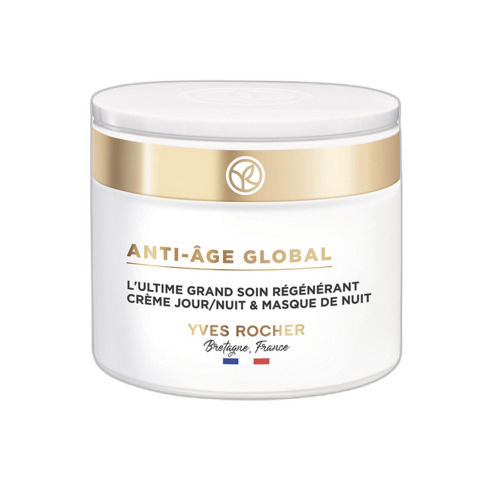 ANTI-ÂGE GLOBAL
L'ULTIME GRAND SOIN RÉGÉNÉRANT
CRÈME JOUR/NUIT & MASQUE DE NUIT
YVES ROCHER
Bretagne, France